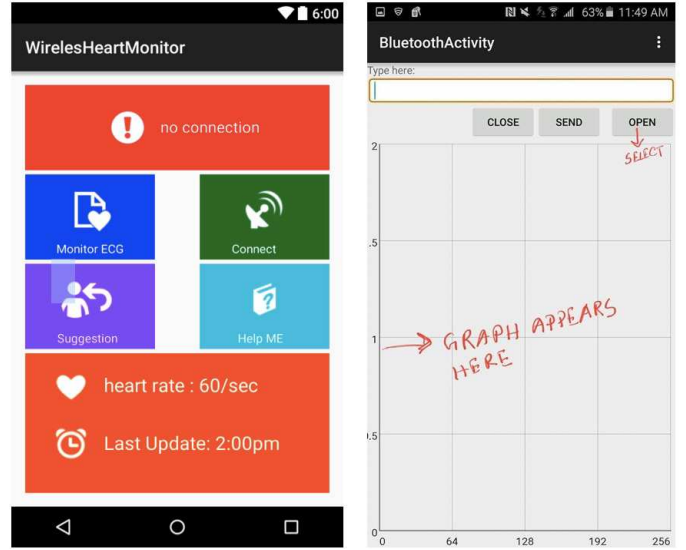 6:00
WirelesHeartMonitor
no connection
Monitor ECG
Connect
Suggestion
Help ME
heart rate : 60/sec
Last Update: 2:00pm
63% 11:49 AM
BluetoothActivity
Type here:
CLOSE SEND OPEN
SELECT
2
.5
1
GRAPH APPEARS
HERE
0.5
0
0 64 128 192 256